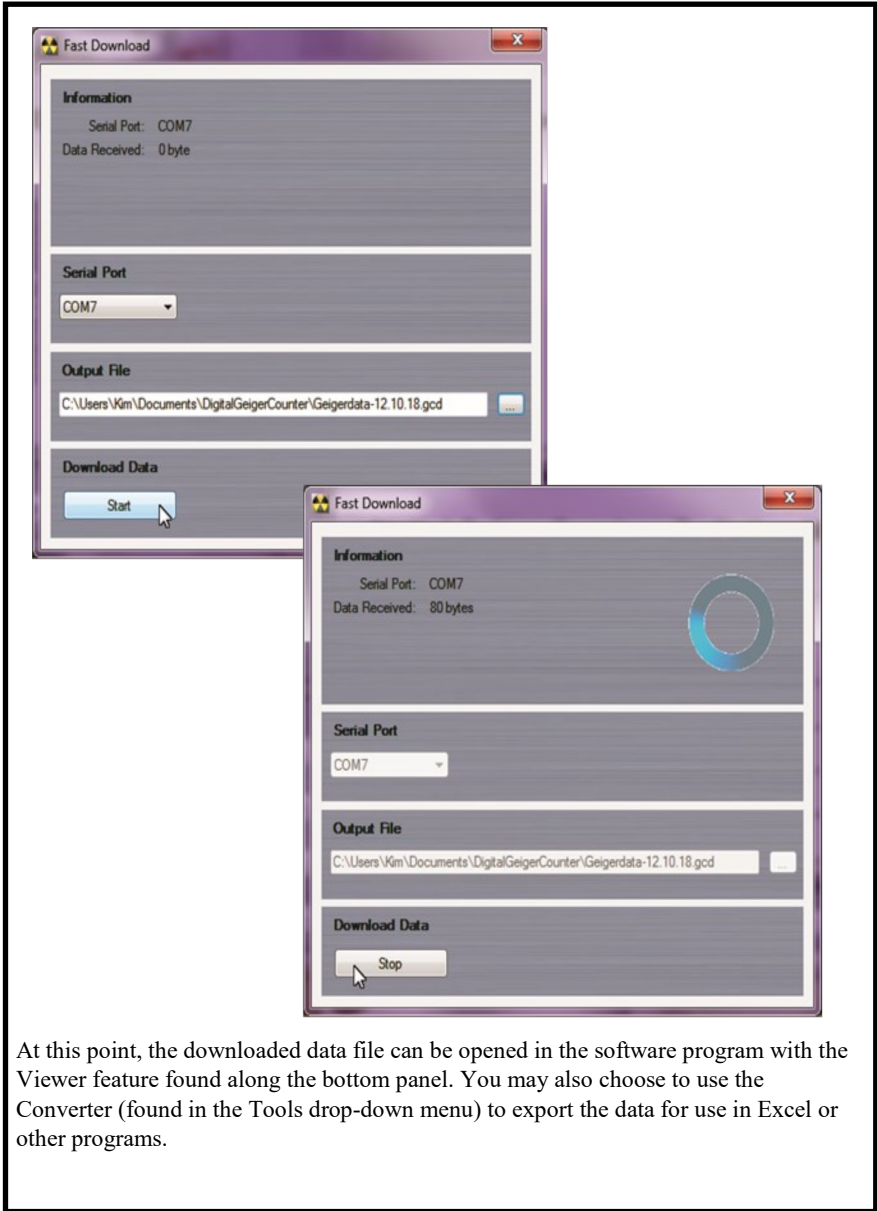 Fast Download
Information
Serial Port: COM7
Data Received: 0 byte
Serial Port
COM7
Output File
C:\Users\Kim\Documents\DigitalGeigerCounter\Geigerdata-12.10.18.gcd
...
Download Data
Start
Fast Download
Information
Serial Port: COM7
Data Received: 80 bytes
Serial Port
COM7
Output File
C:\Users\Kim\Documents\DigitalGeigerCounter\Geigerdata-12.10.18.gcd
...
Download Data
Stop
At this point, the downloaded data file can be opened in the software program with the
Viewer feature found along the bottom panel. You may also choose to use the
Converter (found in the Tools drop-down menu) to export the data for use in Excel or
other programs.